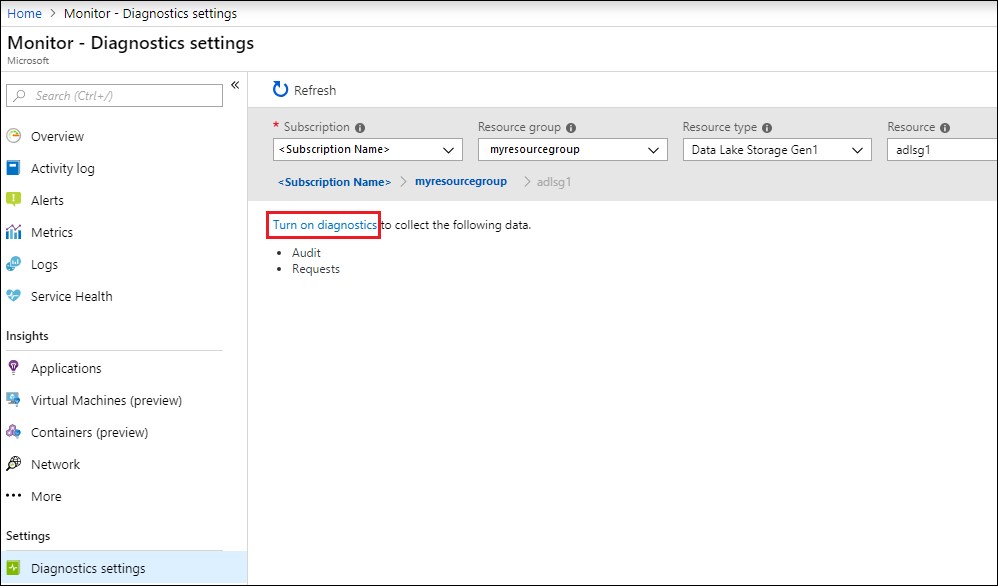 Home > Monitor - Diagnostics settings
Monitor - Diagnostics settings
Microsoft
Search (Ctrl+/)
«
Overview
Activity log
Alerts
Metrics
Logs
Service Health
Insights
Applications
Virtual Machines (preview)
Containers (preview)
Network
More
Settings
Diagnostics settings
Refresh
* Subscription Resource group Resource type Resource
<Subscription Name> myresourcegroup Data Lake Storage Gen1 adlsg1
<Subscription Name> > myresourcegroup > adlsg1
Turn on diagnostics to collect the following data.
• Audit
• Requests